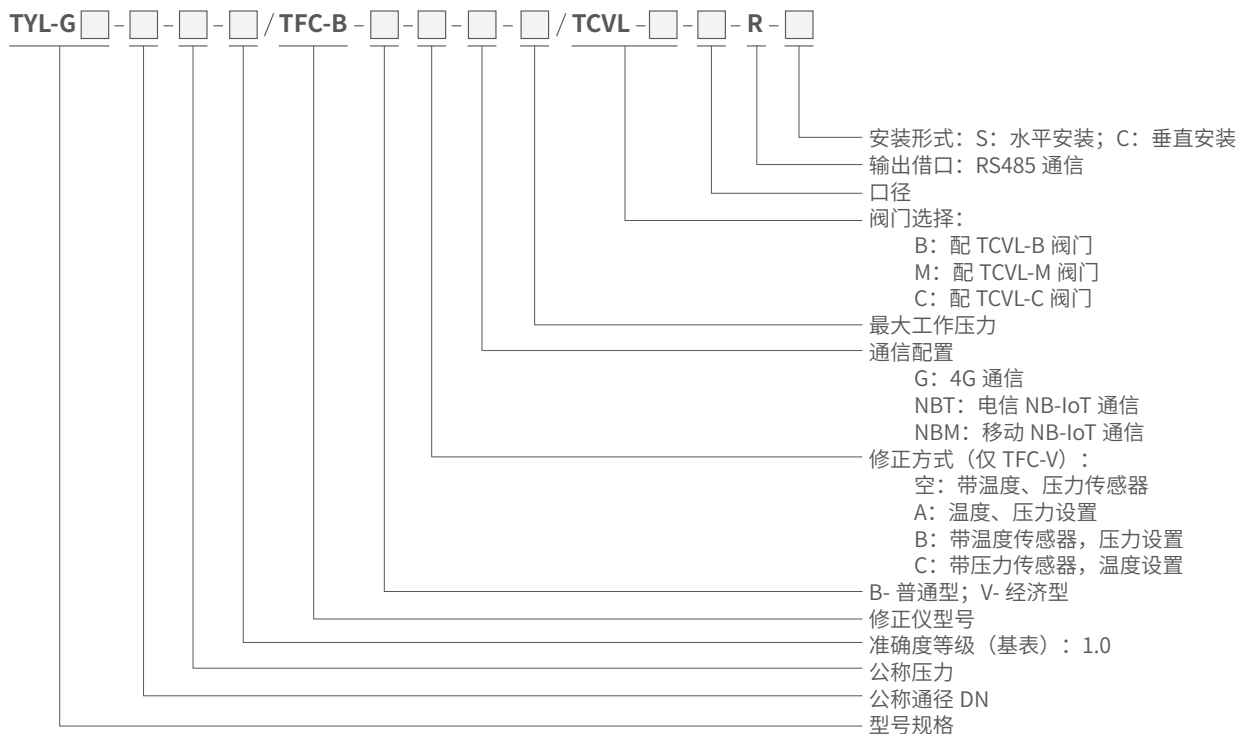 TYL-G□-□-□-□/TFC-B-□-□-□-□/TCVL-□-□-R-□
安装形式：S：水平安装；C：垂直安装
输出借口：RS485 通信
口径
阀门选择：
B：配 TCVL-B 阀门
M：配 TCVL-M 阀门
C：配 TCVL-C 阀门
最大工作压力
通信配置
G：4G 通信
NBT：电信 NB-IoT 通信
NBM：移动 NB-IoT 通信
修正方式（仅 TFC-V）：
空：带温度、压力传感器
A：温度、压力设置
B：带温度传感器，压力设置
C：带压力传感器，温度设置
B- 普通型；V- 经济型
修正仪型号
准确度等级（基表）：1.0
公称压力
公称通径 DN
型号规格